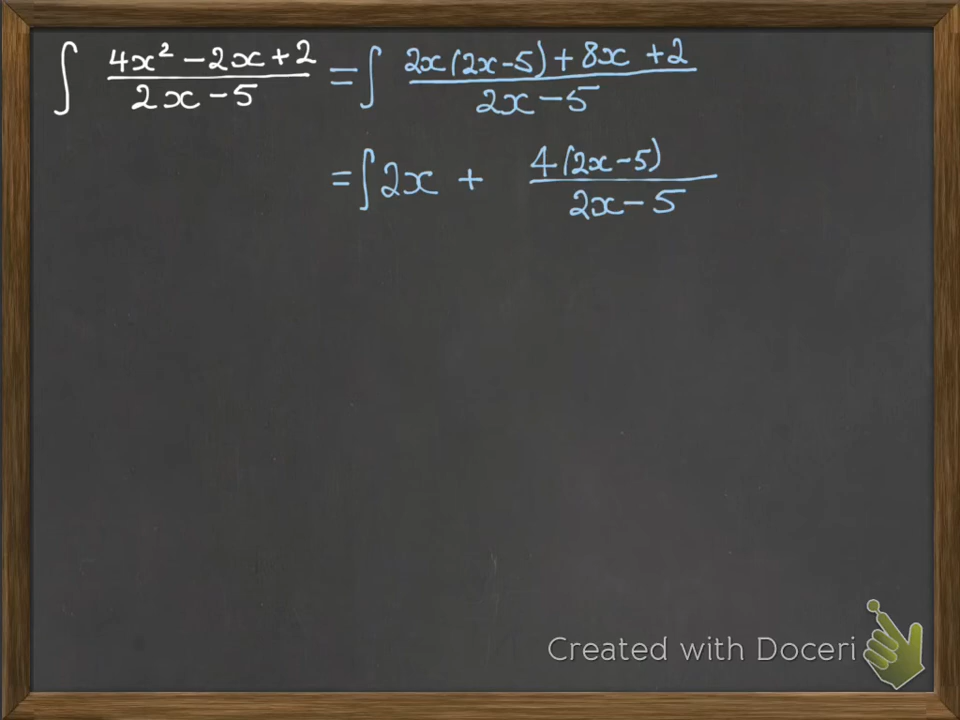 ∫ (4x² − 2x + 2)/(2x − 5) = ∫ (2x(2x-5) + 8x + 2)/(2x − 5)
= ∫ 2x + 4(2x − 5)/(2x − 5)
Created with Doceri